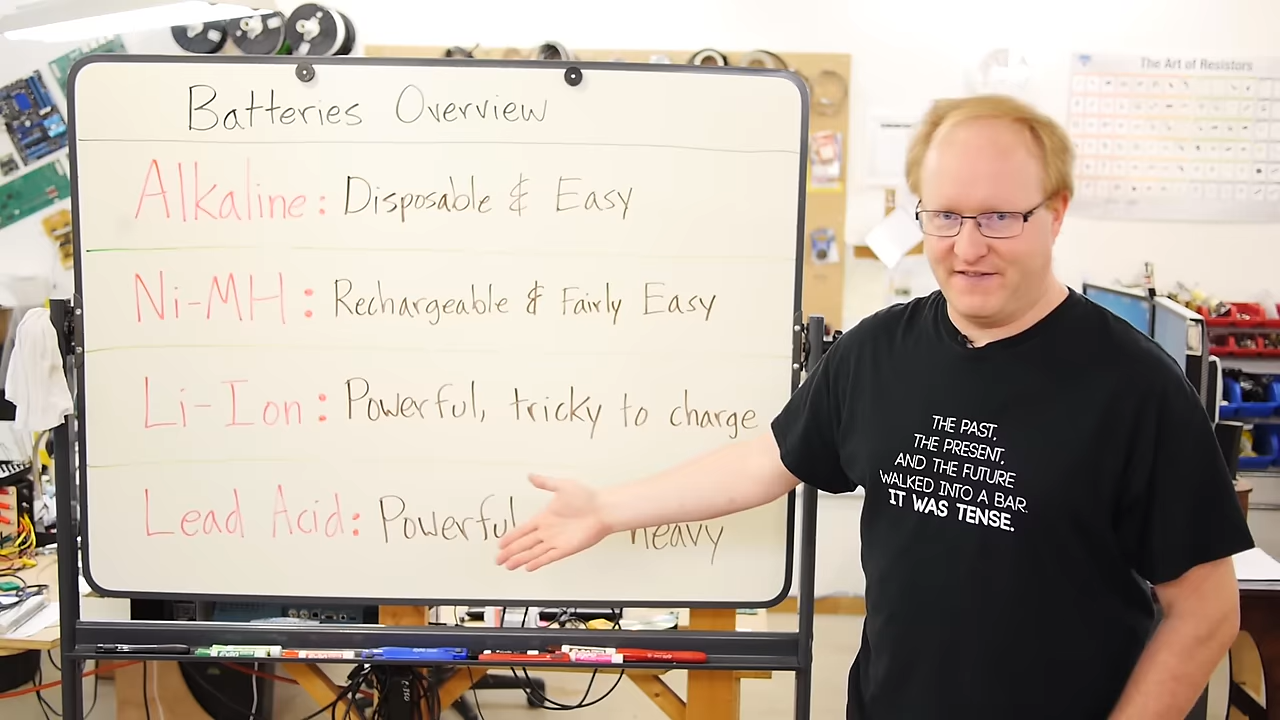 Batteries Overview
Alkaline: Disposable & Easy
Ni-MH: Rechargeable & Fairly Easy
Li-Ion: Powerful, tricky to charge
Lead Acid: Powerful heavy
The Art of Resistors
THE PAST,
THE PRESENT,
AND THE FUTURE
WALKED INTO A BAR.
IT WAS TENSE.